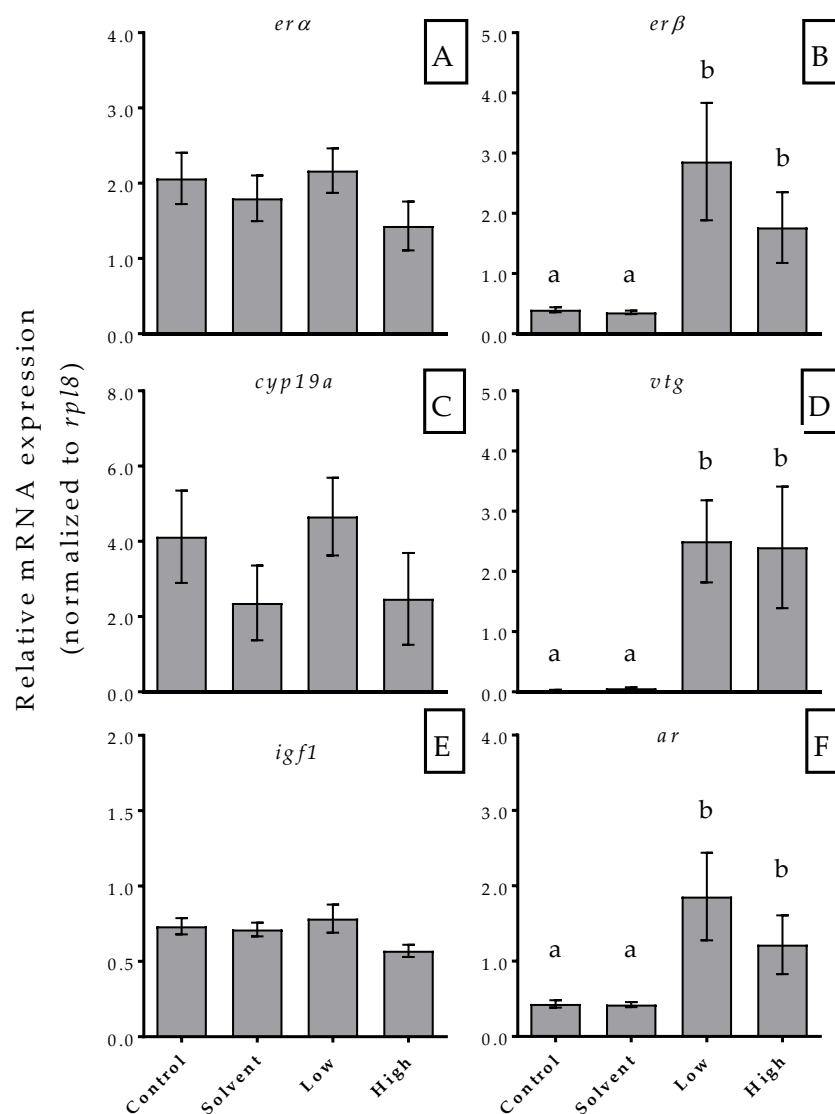 Relative mRNA expression
(normalized to rpl8)
erα
A
4.0
3.0
2.0
1.0
0.0
erβ
B
5.0
4.0
3.0
2.0
1.0
0.0
a
a
b
b
cyp19a
C
8.0
6.0
4.0
2.0
0.0
vtg
D
5.0
4.0
3.0
2.0
1.0
0.0
a
a
b
b
igf1
E
2.0
1.5
1.0
0.5
0.0
Control
Solvent
Low
High
ar
F
4.0
3.0
2.0
1.0
0.0
a
a
b
b
Control
Solvent
Low
High